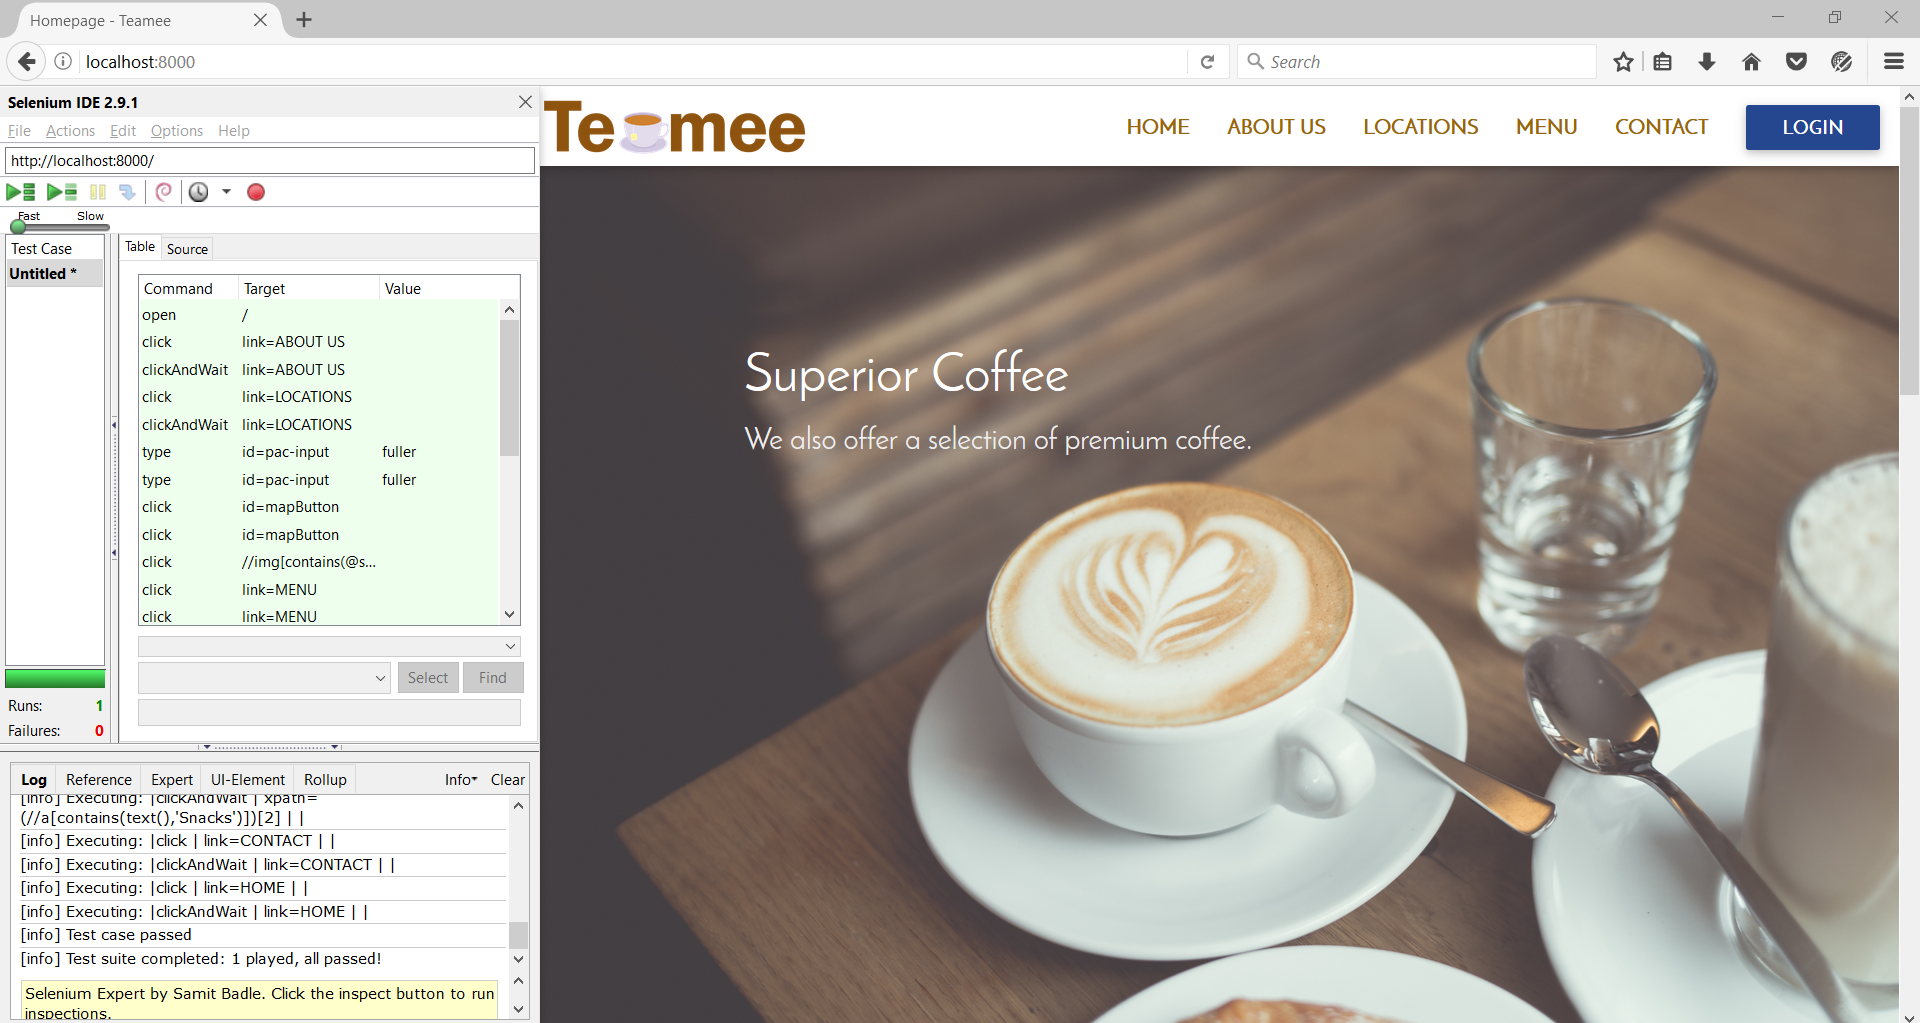 Homepage - Teamee
localhost:8000
Search
Selenium IDE 2.9.1
File Actions Edit Options Help
http://localhost:8000/
Fast Slow
Test Case
Untitled *
Table Source
Command Target Value
open /
click link=ABOUT US
clickAndWait link=ABOUT US
click link=LOCATIONS
clickAndWait link=LOCATIONS
type id=pac-input fuller
type id=pac-input fuller
click id=mapButton
click id=mapButton
click //img[contains(@s...
click link=MENU
click link=MENU
Select Find
Runs: 1
Failures: 0
Log Reference Expert UI-Element Rollup Info Clear
[info] Executing: |clickAndWait | xpath=
(//a[contains(text(),'Snacks')])[2] | |
[info] Executing: |click | link=CONTACT | |
[info] Executing: |clickAndWait | link=CONTACT | |
[info] Executing: |click | link=HOME | |
[info] Executing: |clickAndWait | link=HOME | |
[info] Test case passed
[info] Test suite completed: 1 played, all passed!
Selenium Expert by Samit Badle. Click the inspect button to run
inspections.
Te mee
HOME ABOUT US LOCATIONS MENU CONTACT LOGIN
Superior Coffee
We also offer a selection of premium coffee.